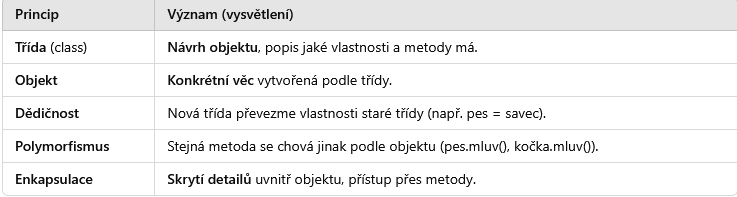 Princip Význam (vysvětlení)
Třída (class) Návrh objektu, popis jaké vlastnosti a metody má.
Objekt Konkrétní věc vytvořená podle třídy.
Dědičnost Nová třída převezme vlastnosti staré třídy (např. pes = savec).
Polymorfismus Stejná metoda se chová jinak podle objektu (pes.mluv(), kočka.mluv()).
Enkapsulace Skrytí detailů uvnitř objektu, přístup přes metody.